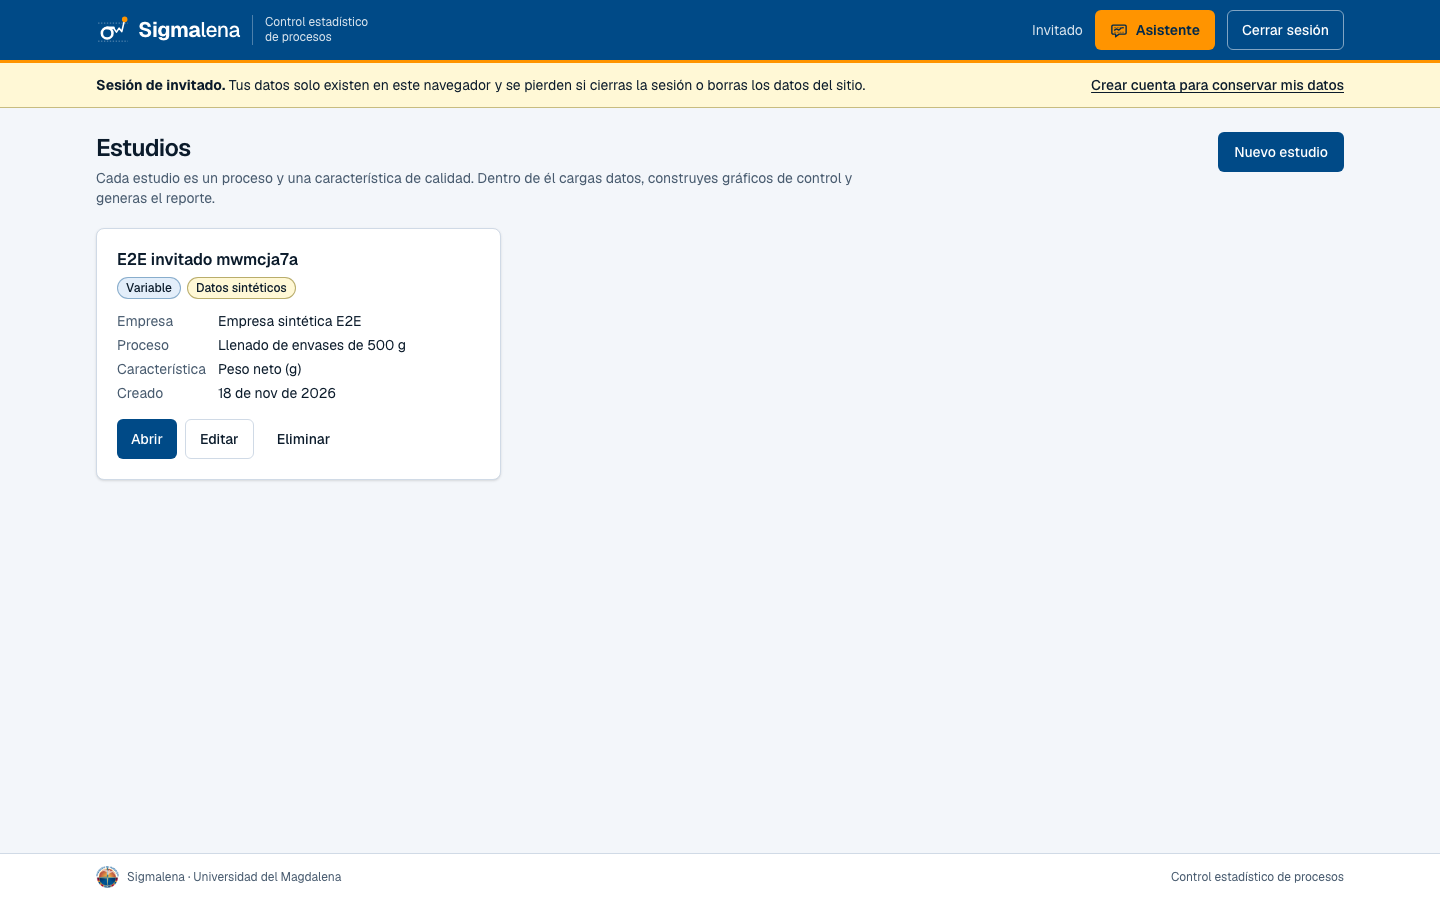 Sigmalena
Control estadístico
de procesos
Invitado
Asistente
Cerrar sesión
Sesión de invitado. Tus datos solo existen en este navegador y se pierden si cierras la sesión o borras los datos del sitio.
Crear cuenta para conservar mis datos
Estudios
Nuevo estudio
Cada estudio es un proceso y una característica de calidad. Dentro de él cargas datos, construyes gráficos de control y
generas el reporte.
E2E invitado mwmcja7a
Variable
Datos sintéticos
Empresa Empresa sintética E2E
Proceso Llenado de envases de 500 g
Característica Peso neto (g)
Creado 18 de nov de 2026
Abrir
Editar
Eliminar
Sigmalena · Universidad del Magdalena
Control estadístico de procesos